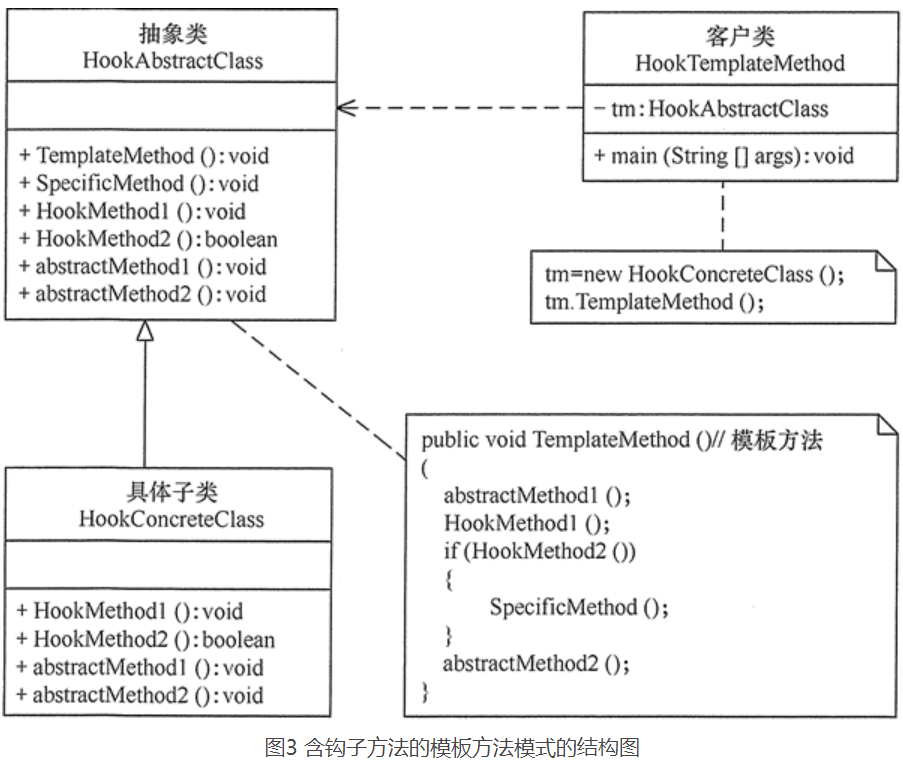 抽象类
HookAbstractClass
+ TemplateMethod ():void
+ SpecificMethod ():void
+ HookMethod1 ():void
+ HookMethod2 ():boolean
+ abstractMethod1 ():void
+ abstractMethod2 ():void
客户类
HookTemplateMethod
- tm:HookAbstractClass
+ main (String [] args):void
tm=new HookConcreteClass ();
tm.TemplateMethod ();
具体子类
HookConcreteClass
+ HookMethod1 ():void
+ HookMethod2 ():boolean
+ abstractMethod1 ():void
+ abstractMethod2 ():void
public void TemplateMethod ()// 模板方法
(
abstractMethod1 ();
HookMethod1 ();
if (HookMethod2 ())
{
SpecificMethod ();
}
abstractMethod2 ();
}
图3 含钩子方法的模板方法模式的结构图